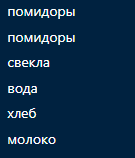 помидоры
помидоры
свекла
вода
хлеб
молоко